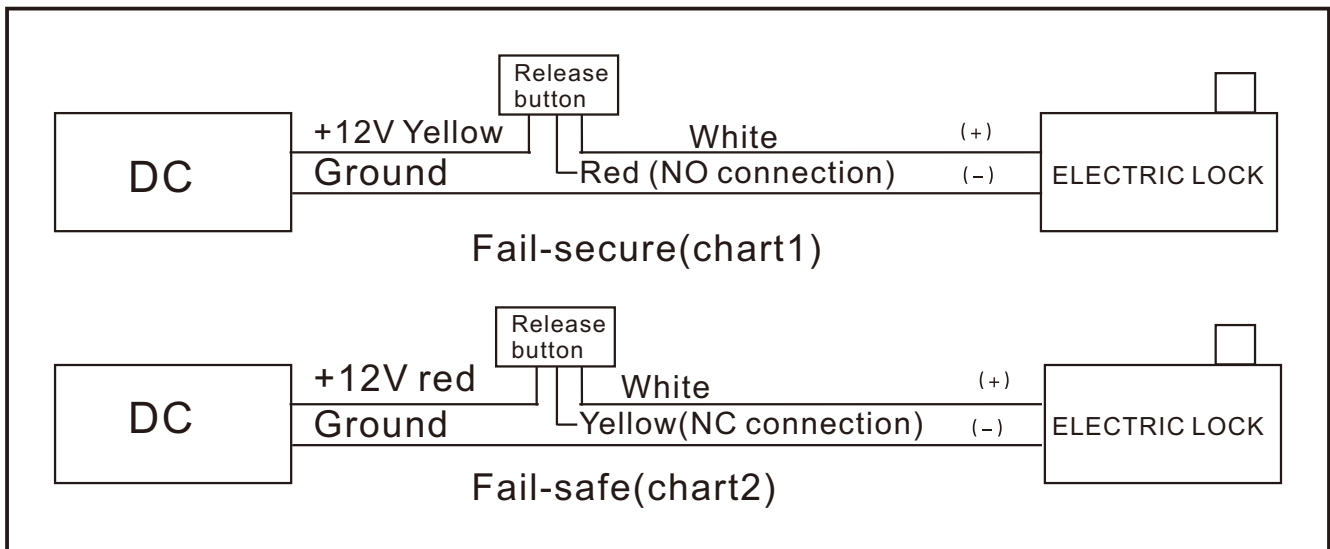 Release
button
+12V Yellow
White
(+)
DC
Ground
Red (NO connection)
(-)
ELECTRIC LOCK
Fail-secure(chart1)
Release
button
+12V red
White
(+)
DC
Ground
Yellow(NC connection)
(-)
ELECTRIC LOCK
Fail-safe(chart2)